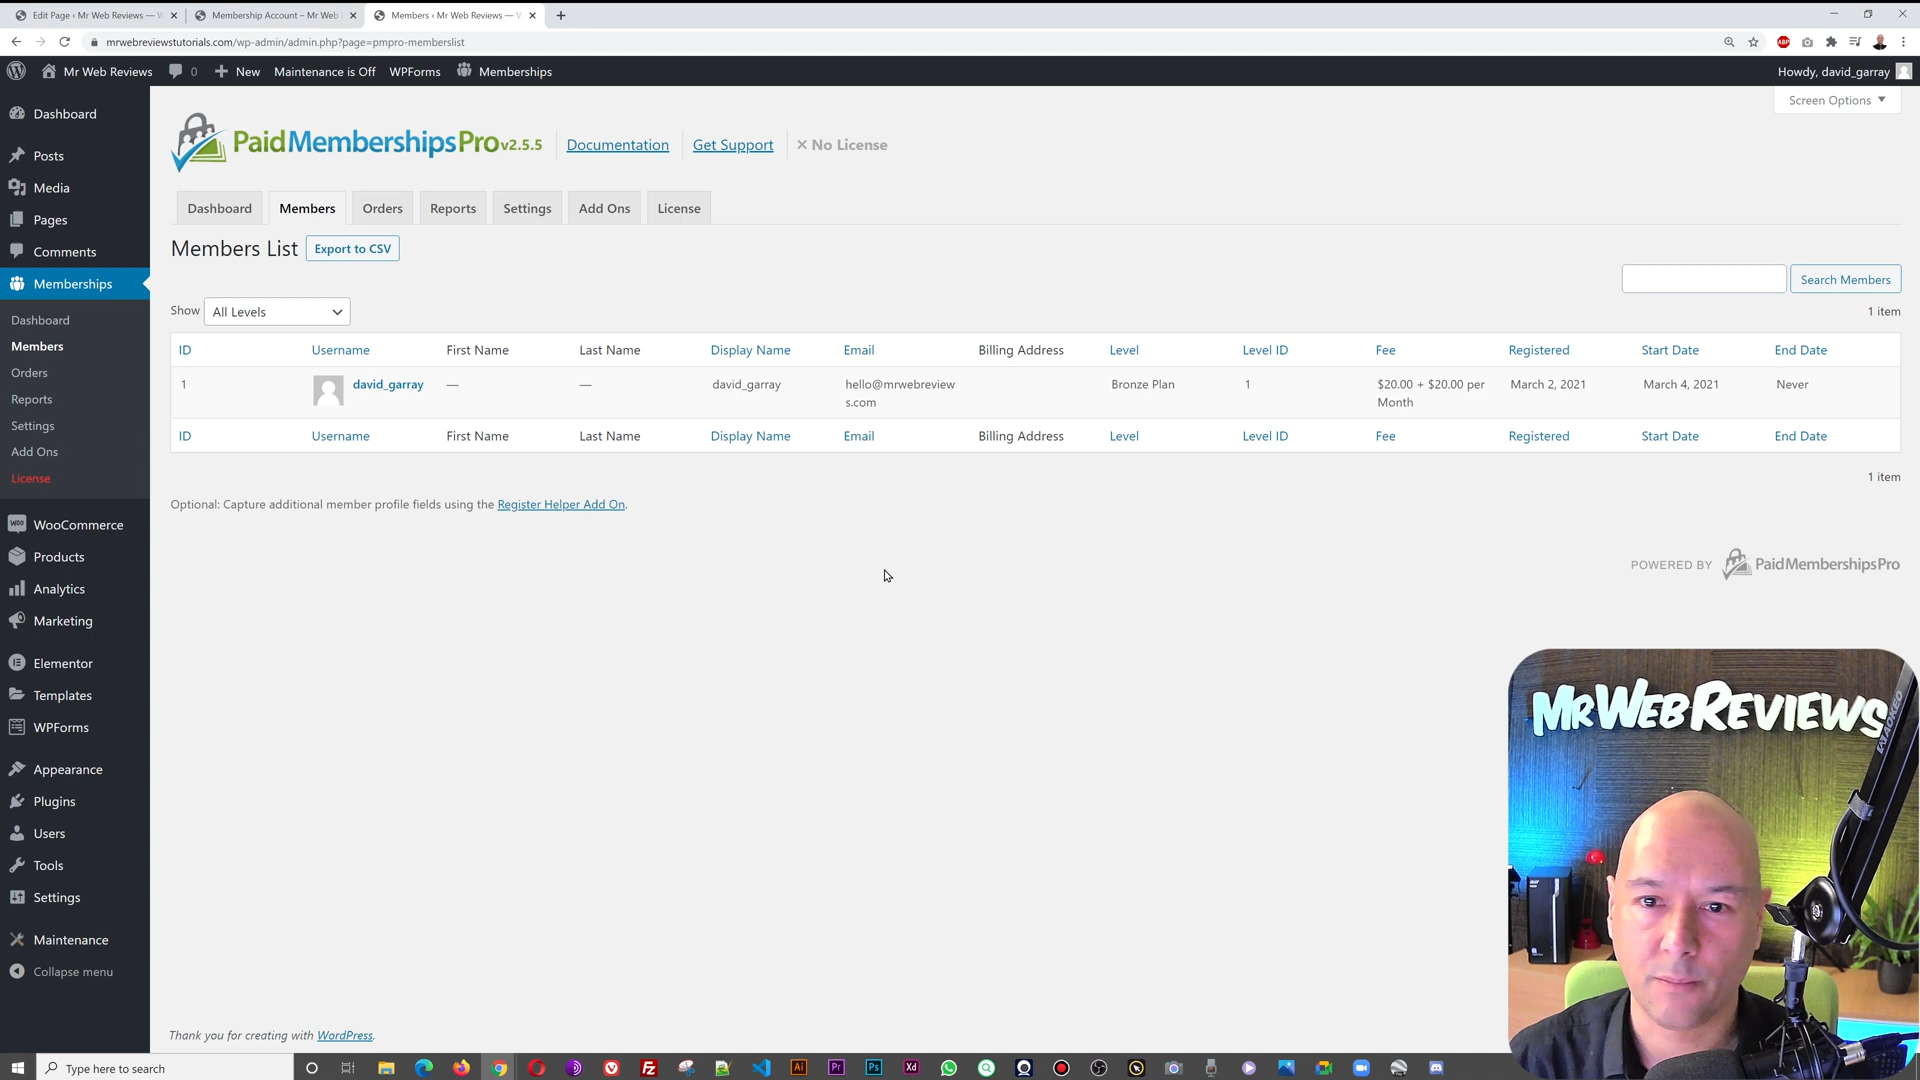 Edit Page ‹ Mr Web Reviews —
Membership Account – Mr Web
Members ‹ Mr Web Reviews —
mrwebreviewstutorials.com/wp-admin/admin.php?page=pmpro-memberslist
ABP
Mr Web Reviews
0
New
Maintenance is Off
WPForms
Memberships
Howdy, david_garray
Screen Options
PaidMembershipsPro v2.5.5
Documentation
Get Support
No License
Dashboard
Members
Orders
Reports
Settings
Add Ons
License
Members List
Export to CSV
Search Members
Show
All Levels
1 item
ID Username First Name Last Name Display Name Email Billing Address Level Level ID Fee Registered Start Date End Date
1 david_garray — — david_garray hello@mrwebreview Bronze Plan 1 $20.00 + $20.00 per March 2, 2021 March 4, 2021 Never
s.com Month
ID Username First Name Last Name Display Name Email Billing Address Level Level ID Fee Registered Start Date End Date
1 item
Optional: Capture additional member profile fields using the Register Helper Add On.
POWERED BY PaidMembershipsPro
Dashboard
Posts
Media
Pages
Comments
Memberships
Dashboard
Members
Orders
Reports
Settings
Add Ons
License
WooCommerce
Products
Analytics
Marketing
Elementor
Templates
WPForms
Appearance
Plugins
Users
Tools
Settings
Maintenance
Collapse menu
MRWEBREVIEWS
Thank you for creating with WordPress.
Type here to search
Ai
Pr
Ps
Xd